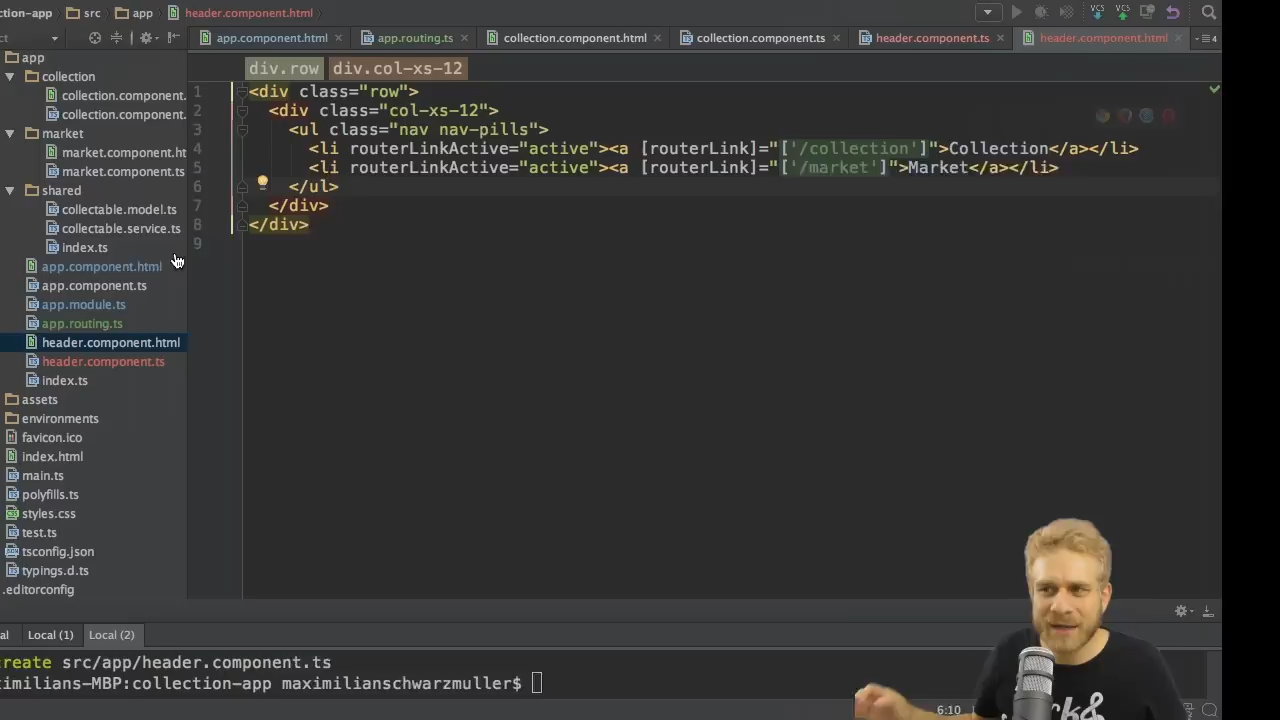 ction-app src app header.component.html
ct
app.component.html app.routing.ts collection.component.html collection.component.ts header.component.ts header.component.html 4
app
collection
collection.component.
collection.component.
market
market.component.ht
market.component.ts
shared
collectable.model.ts
collectable.service.ts
index.ts
app.component.html
app.component.ts
app.module.ts
app.routing.ts
header.component.html
header.component.ts
index.ts
assets
environments
favicon.ico
index.html
main.ts
polyfills.ts
styles.css
test.ts
tsconfig.json
typings.d.ts
.editorconfig
div.row div.col-xs-12
1 <div class="row">
2 <div class="col-xs-12">
3 <ul class="nav nav-pills">
4 <li routerLinkActive="active"><a [routerLink]="['/collection']">Collection</a></li>
5 <li routerLinkActive="active"><a [routerLink]="['/market']">Market</a></li>
6 </ul>
7 </div>
8 </div>
9
al Local (1) Local (2)
create src/app/header.component.ts
ximilians-MBP:collection-app maximilianschwarzmuller$
6:10
VCS VCS